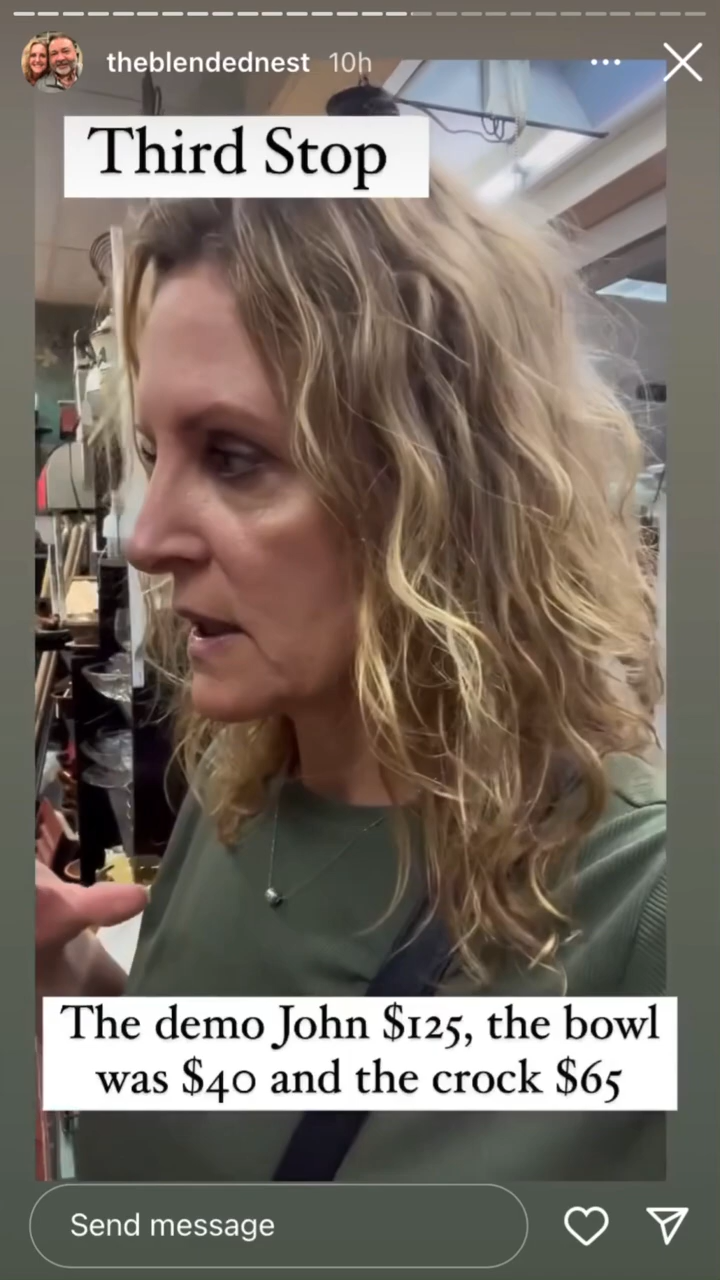 theblendednest 10h
Third Stop
The demo John $125, the bowl
was $40 and the crock $65
Send message